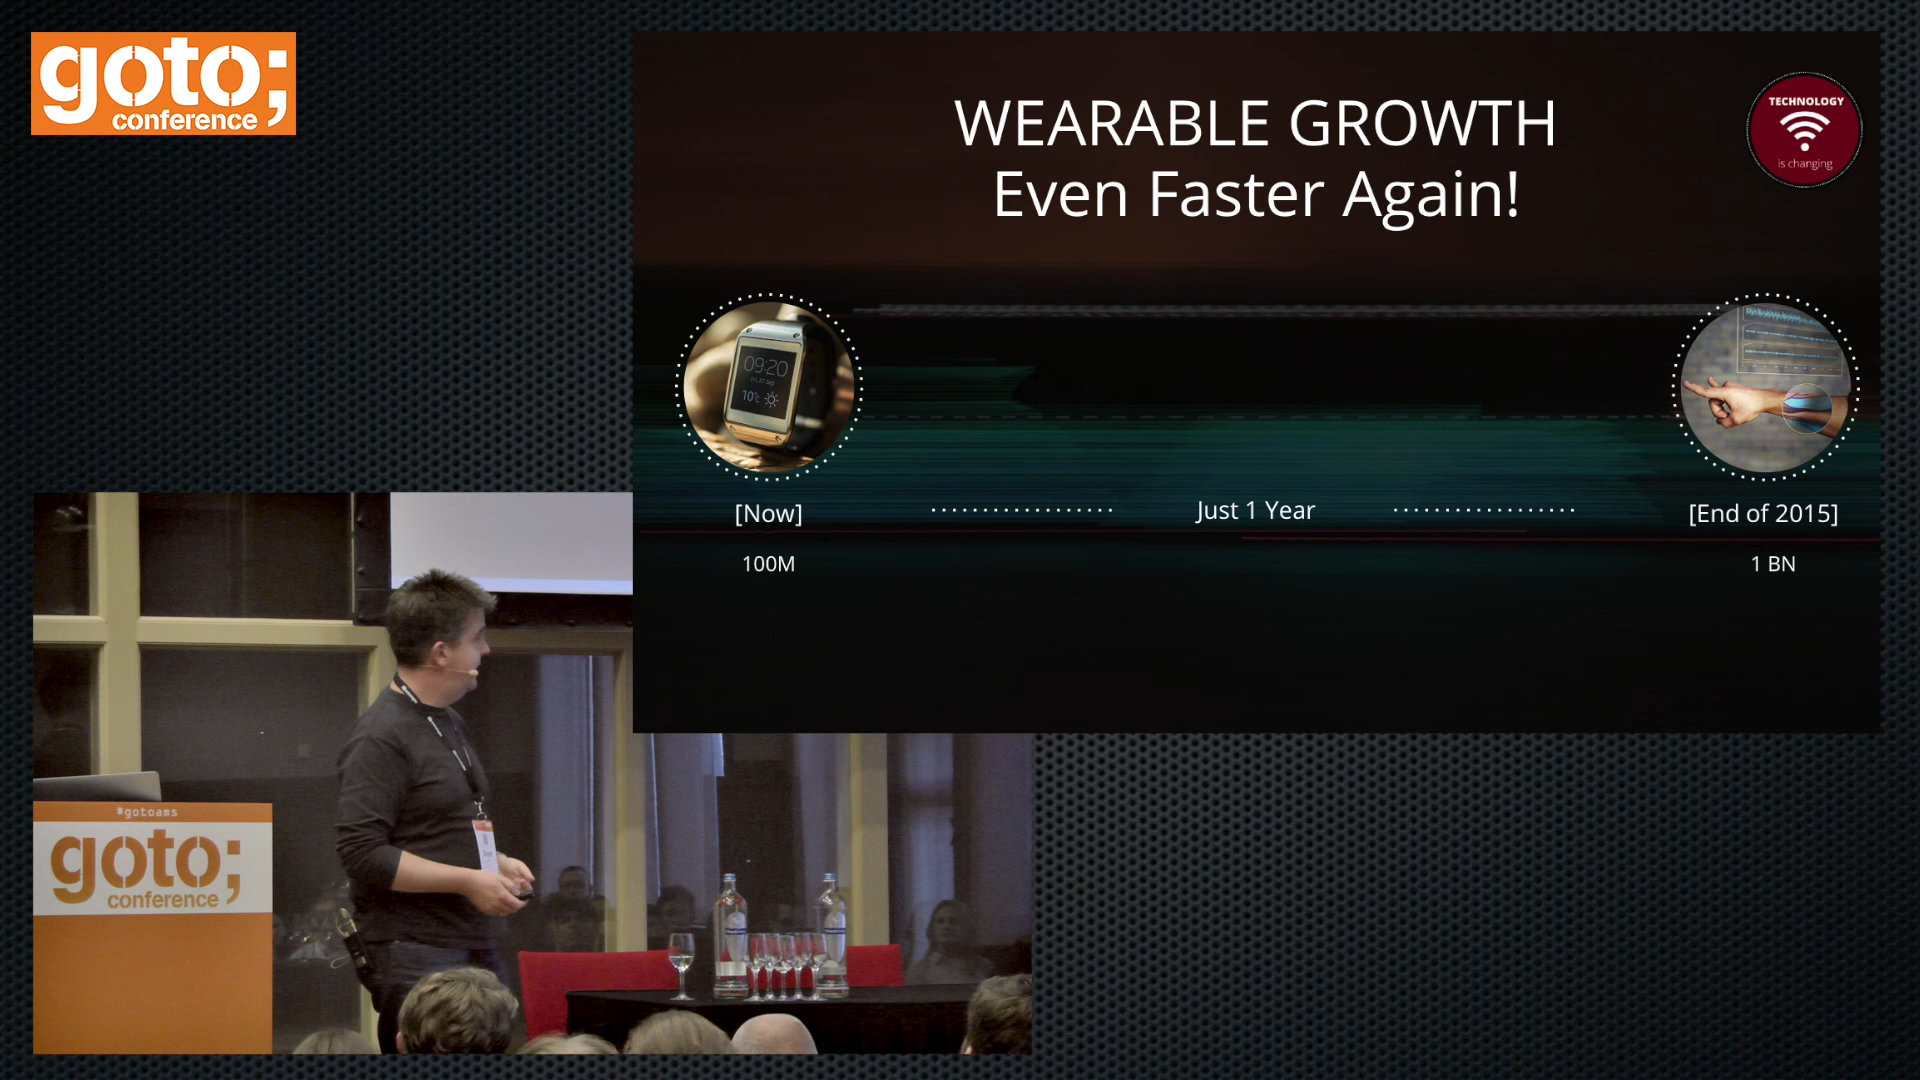 goto;
conference
WEARABLE GROWTH
Even Faster Again!
TECHNOLOGY
is changing
09:20
10°c
[Now]
Just 1 Year
[End of 2015]
100M
1 BN
#gotoams
goto;
conference